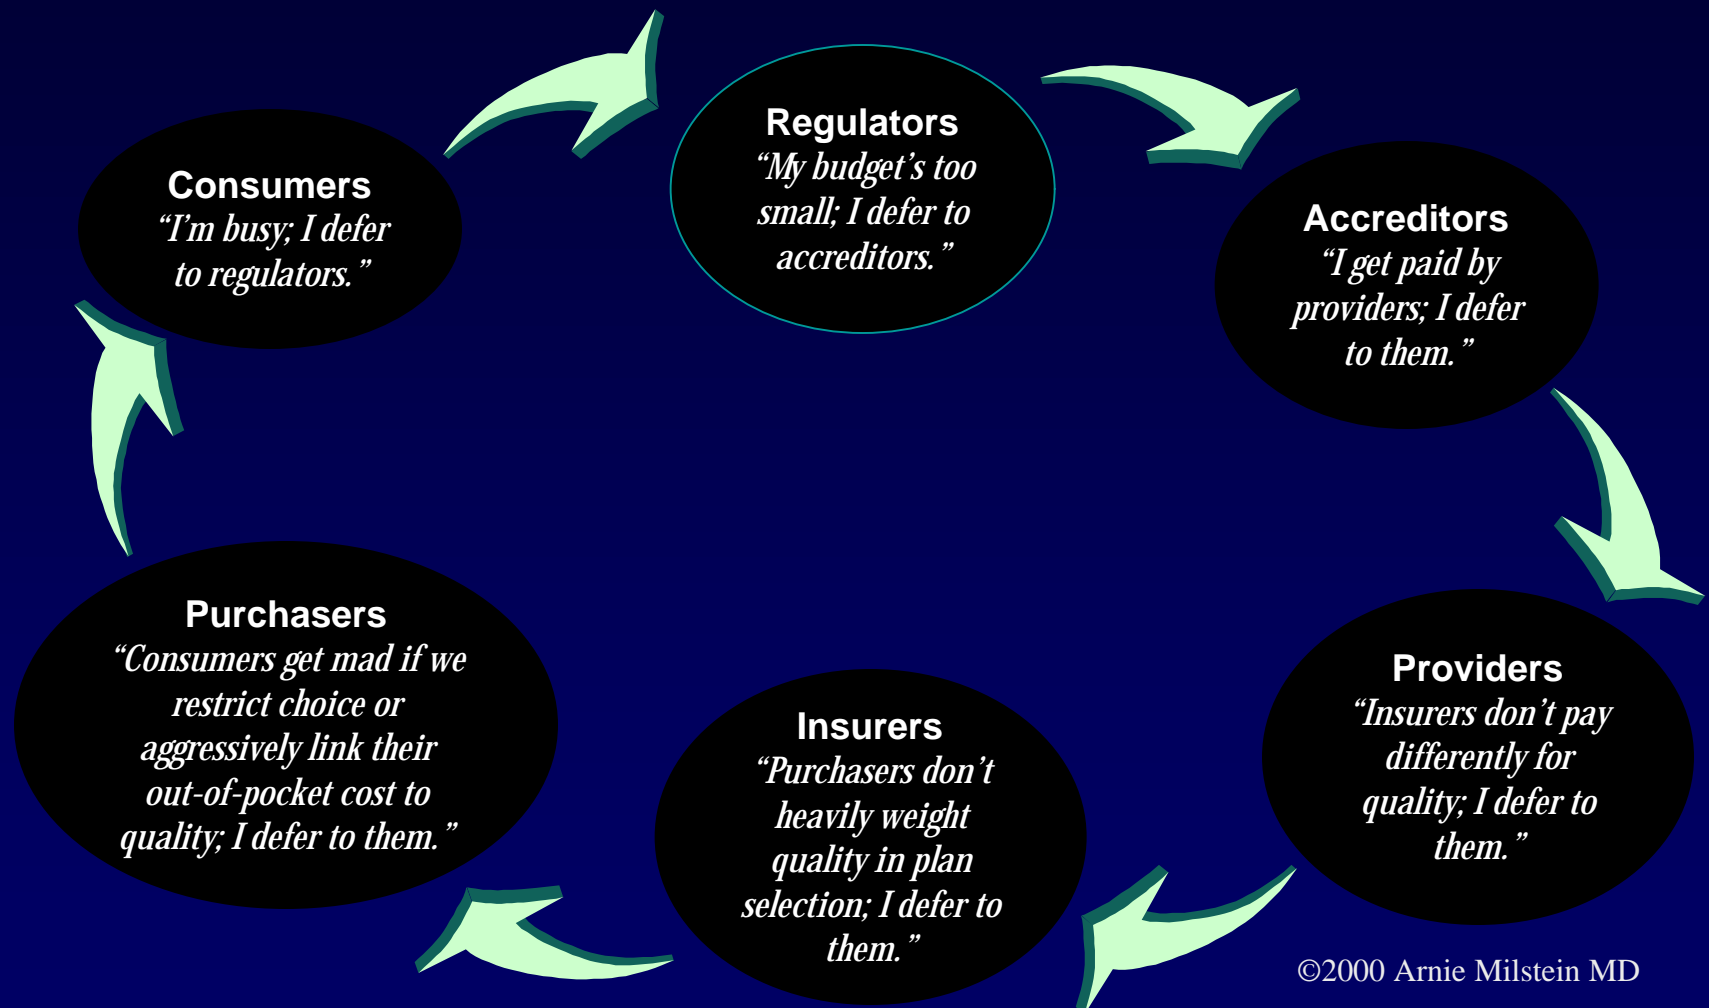 Consumers
“I’m busy; I defer
to regulators.”
Regulators
“My budget’s too
small; I defer to
accreditors.”
Accreditors
“I get paid by
providers; I defer
to them.”
Providers
“Insurers don’t pay
differently for
quality; I defer to
them.”
Insurers
“Purchasers don’t
heavily weight
quality in plan
selection; I defer to
them.”
Purchasers
“Consumers get mad if we
restrict choice or
aggressively link their
out-of-pocket cost to
quality; I defer to them.”
©2000 Arnie Milstein MD